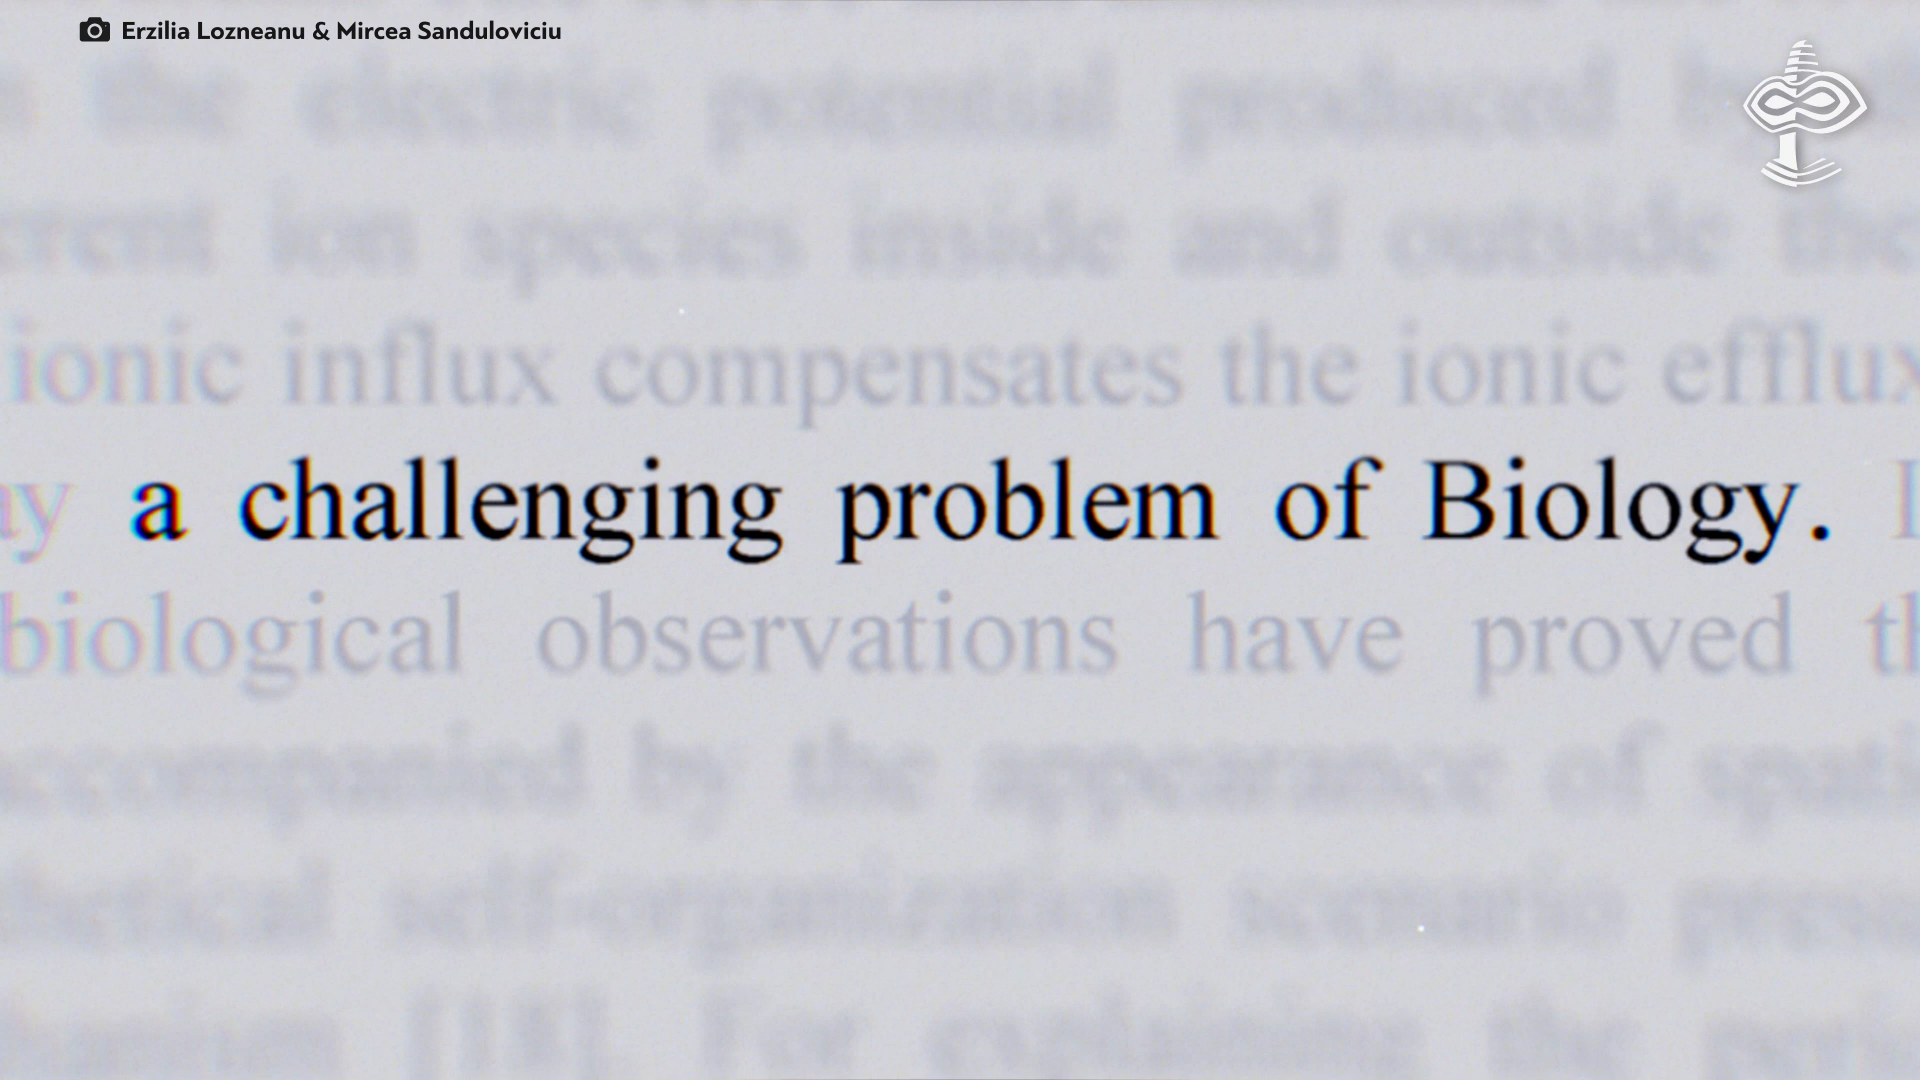 Erzilia Lozneanu & Mircea Sanduloviciu
the electric potential produced
ion species inside and outside the
ionic influx compensates the ionic efflux
a challenging problem of Biology.
biological observations have proved
accompanied by the appearance of
self-organization scenario
[18]. For explaining the